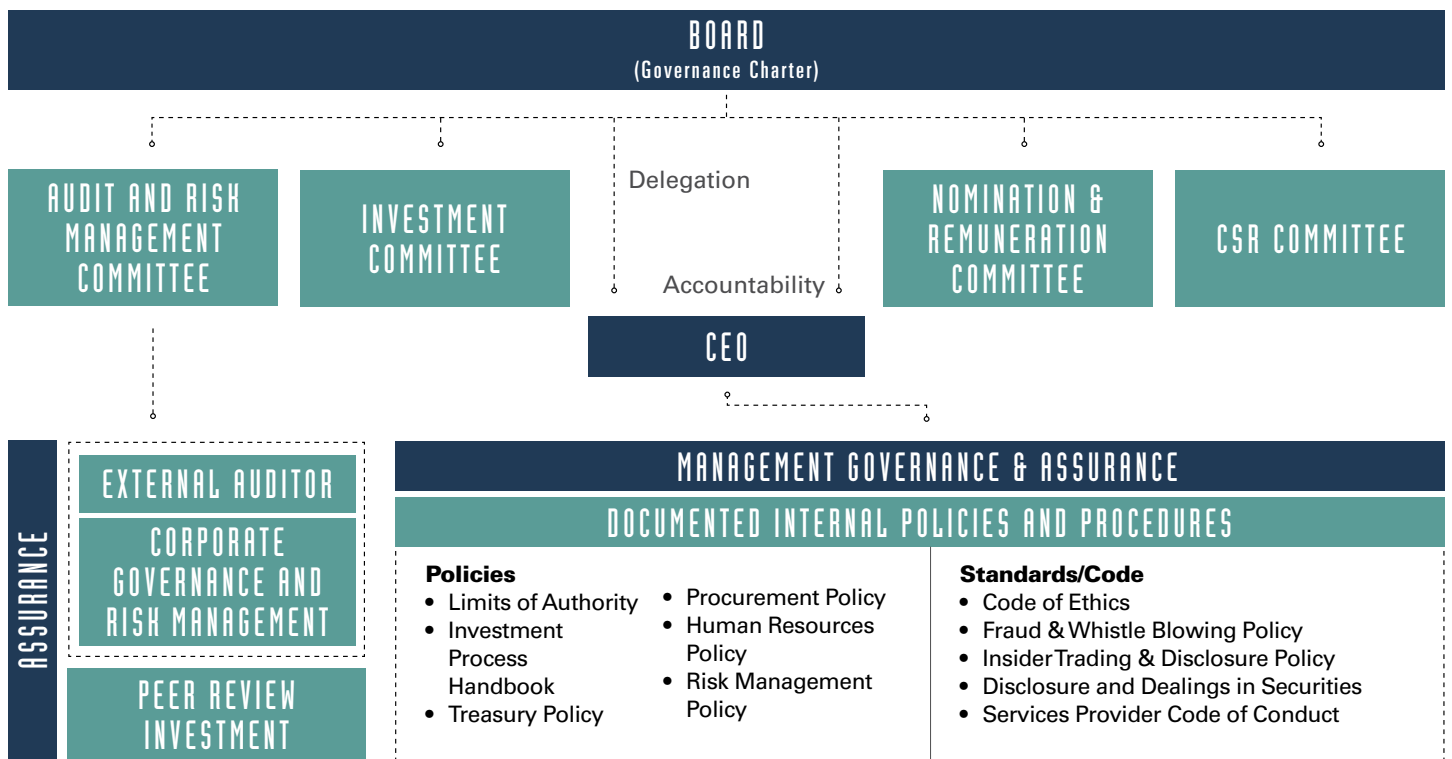 BOARD
(Governance Charter)
AUDIT AND RISK
MANAGEMENT
COMMITTEE
INVESTMENT
COMMITTEE
Delegation
Accountability
NOMINATION &
REMUNERATION
COMMITTEE
CSR COMMITTEE
CEO
ASSURANCE
EXTERNAL AUDITOR
CORPORATE
GOVERNANCE AND
RISK MANAGEMENT
PEER REVIEW
INVESTMENT
MANAGEMENT GOVERNANCE & ASSURANCE
DOCUMENTED INTERNAL POLICIES AND PROCEDURES
Policies
• Limits of Authority
• Investment
Process
Handbook
• Treasury Policy
• Procurement Policy
• Human Resources
Policy
• Risk Management
Policy
Standards/Code
• Code of Ethics
• Fraud & Whistle Blowing Policy
• Insider Trading & Disclosure Policy
• Disclosure and Dealings in Securities
• Services Provider Code of Conduct